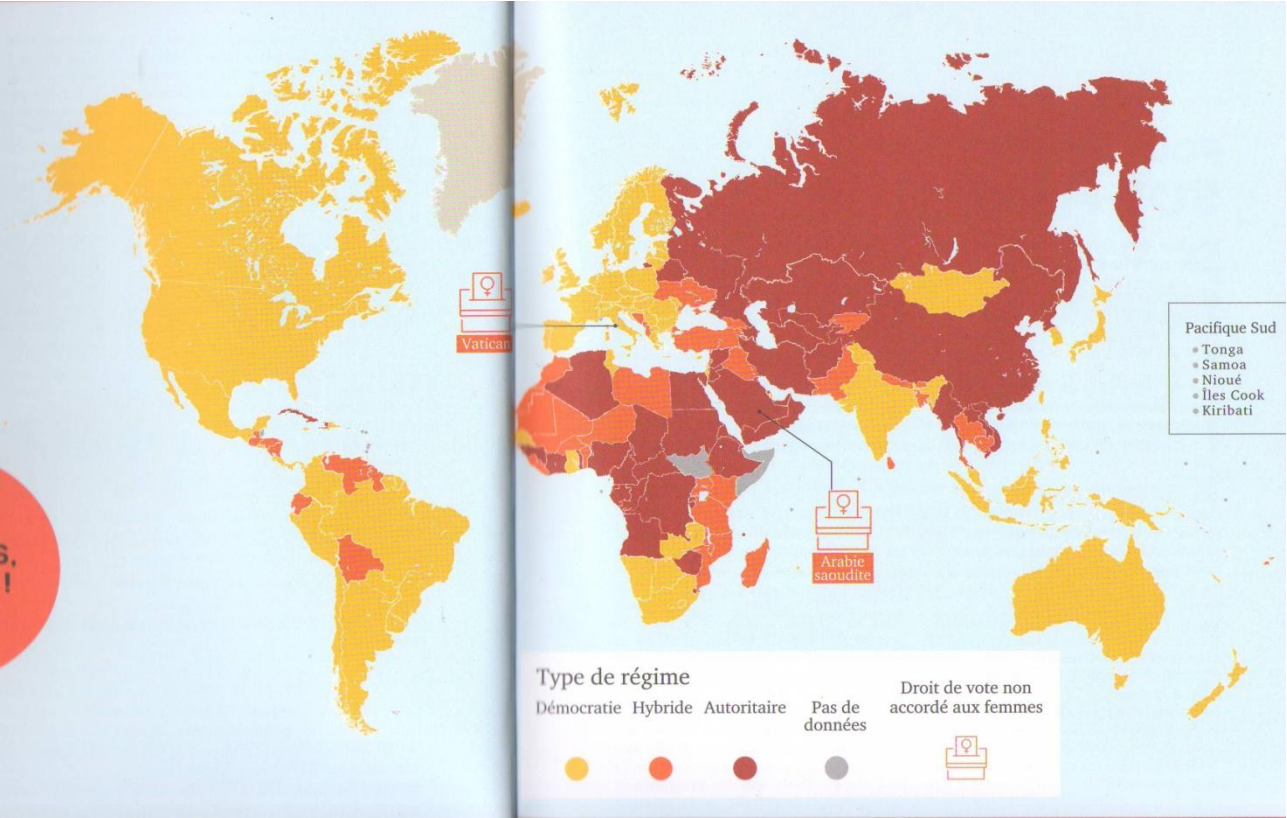 s,
!
Vatican
Arabie
saoudite
Pacifique Sud
Tonga
Samoa
Nioué
Îles Cook
Kiribati
Type de régime
Démocratie Hybride Autoritaire Pas de
données
Droit de vote non
accordé aux femmes